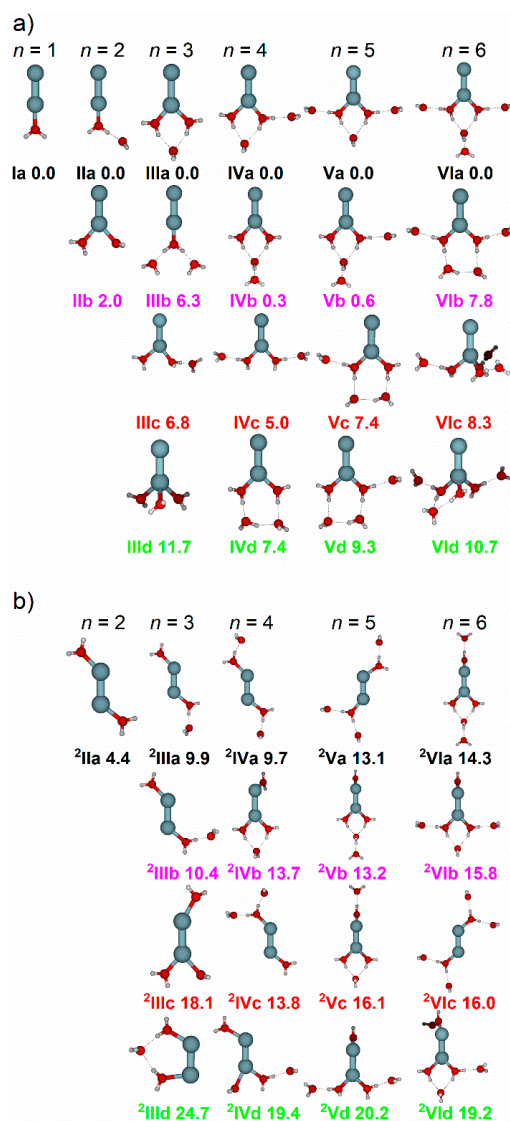 a)
n = 1 n = 2 n = 3 n = 4 n = 5 n = 6
Ia 0.0 IIa 0.0 IIIa 0.0 IVa 0.0 Va 0.0 VIa 0.0
IIb 2.0 IIIb 6.3 IVb 0.3 Vb 0.6 VIb 7.8
IIIc 6.8 IVc 5.0 Vc 7.4 VIc 8.3
IIId 11.7 IVd 7.4 Vd 9.3 VId 10.7
b)
n = 2 n = 3 n = 4 n = 5 n = 6
²IIa 4.4 ²IIIa 9.9 ²IVa 9.7 ²Va 13.1 ²VIa 14.3
²IIIb 10.4 ²IVb 13.7 ²Vb 13.2 ²VIb 15.8
²IIIc 18.1 ²IVc 13.8 ²Vc 16.1 ²VIc 16.0
²IIId 24.7 ²IVd 19.4 ²Vd 20.2 ²VId 19.2